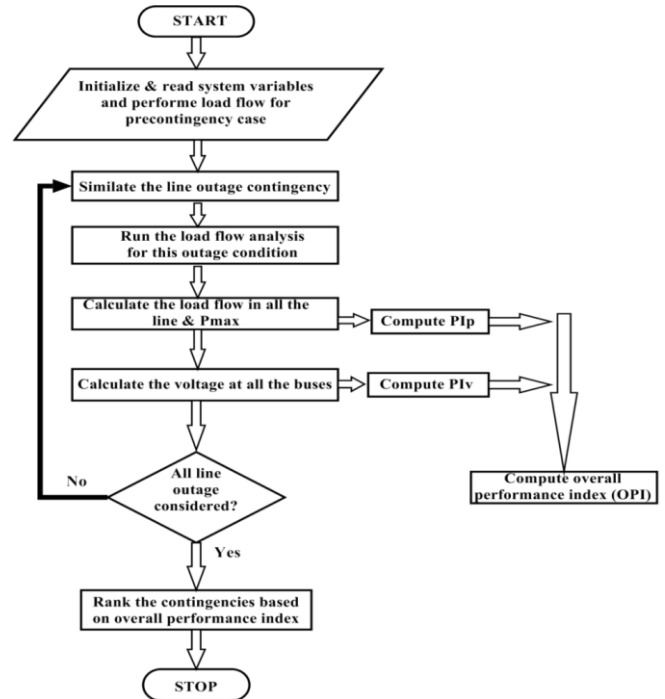 START
Initialize & read system variables
and performe load flow for
precontingency case
Similate the line outage contingency
Run the load flow analysis
for this outage condition
Calculate the load flow in all the
line & Pmax
Compute PIp
Calculate the voltage at all the buses
Compute PIv
Compute overall
performance index (OPI)
No
All line
outage
considered?
Yes
Rank the contingencies based
on overall performance index
STOP